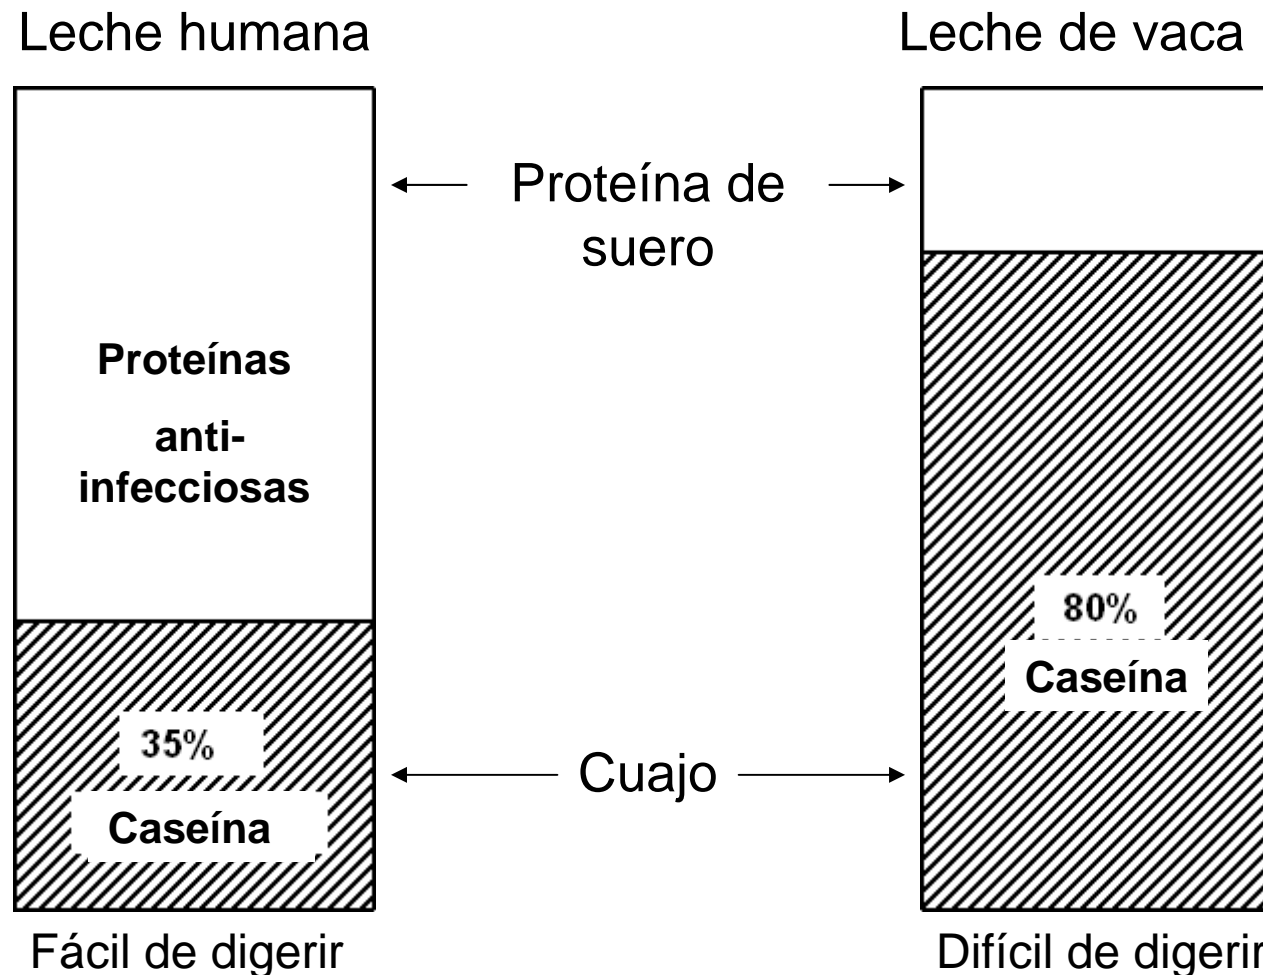 Leche humana
Leche de vaca
Proteína de
suero
Proteínas
anti-
infecciosas
80%
Caseína
35%
Caseína
Cuajo
Fácil de digerir
Difícil de digerir